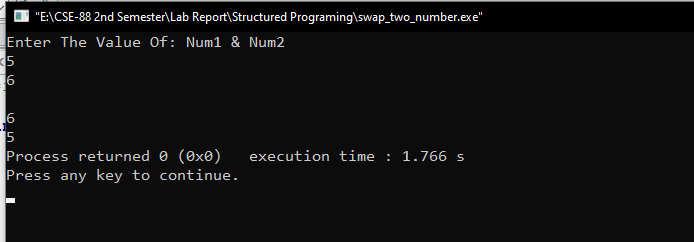 "E:\CSE-88 2nd Semester\Lab Report\Structured Programing\swap_two_number.exe"
Enter The Value Of: Num1 & Num2
5
6
6
5
Process returned 0 (0x0)   execution time : 1.766 s
Press any key to continue.